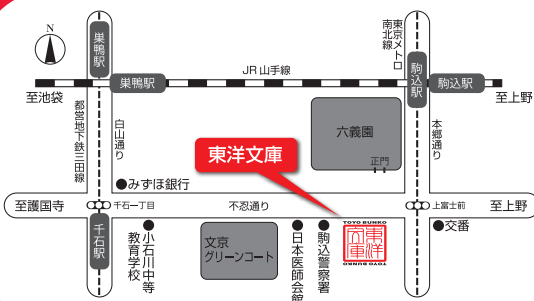 N
巣鴨駅
巣鴨駅
JR山手線
東京メトロ
南北線
駒込駅
駒込駅
至池袋
至上野
都営地下鉄三田線
白山通り
本郷通り
六義園
正門
東洋文庫
みずほ銀行
至護国寺
千石一丁目
不忍通り
上富士前
至上野
千石駅
小石川中等
教育学校
文京
グリーンコート
日本医師会館
駒込警察署
TOYO BUNKO
東洋
文庫
TOYO BUNKO
交番